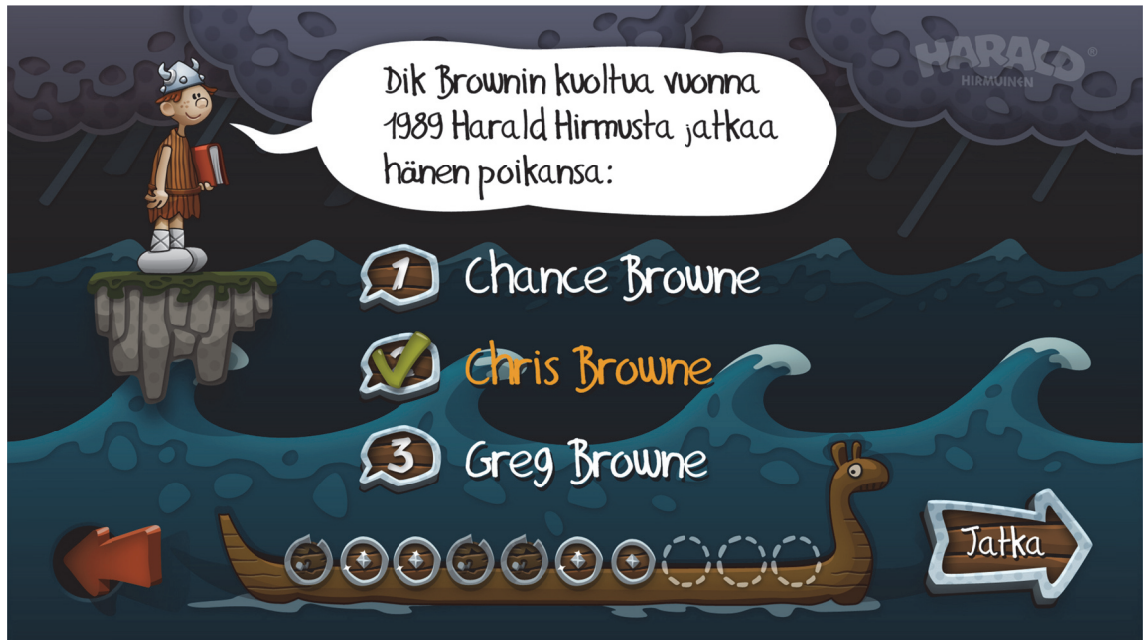 HARALD®
HIRMUINEN
Dik Brownin kuoltua vuonna
1989 Harald Hirmusta jatkaa
hänen poikansa:
1 Chance Browne
Chris Browne
3 Greg Browne
Jatka